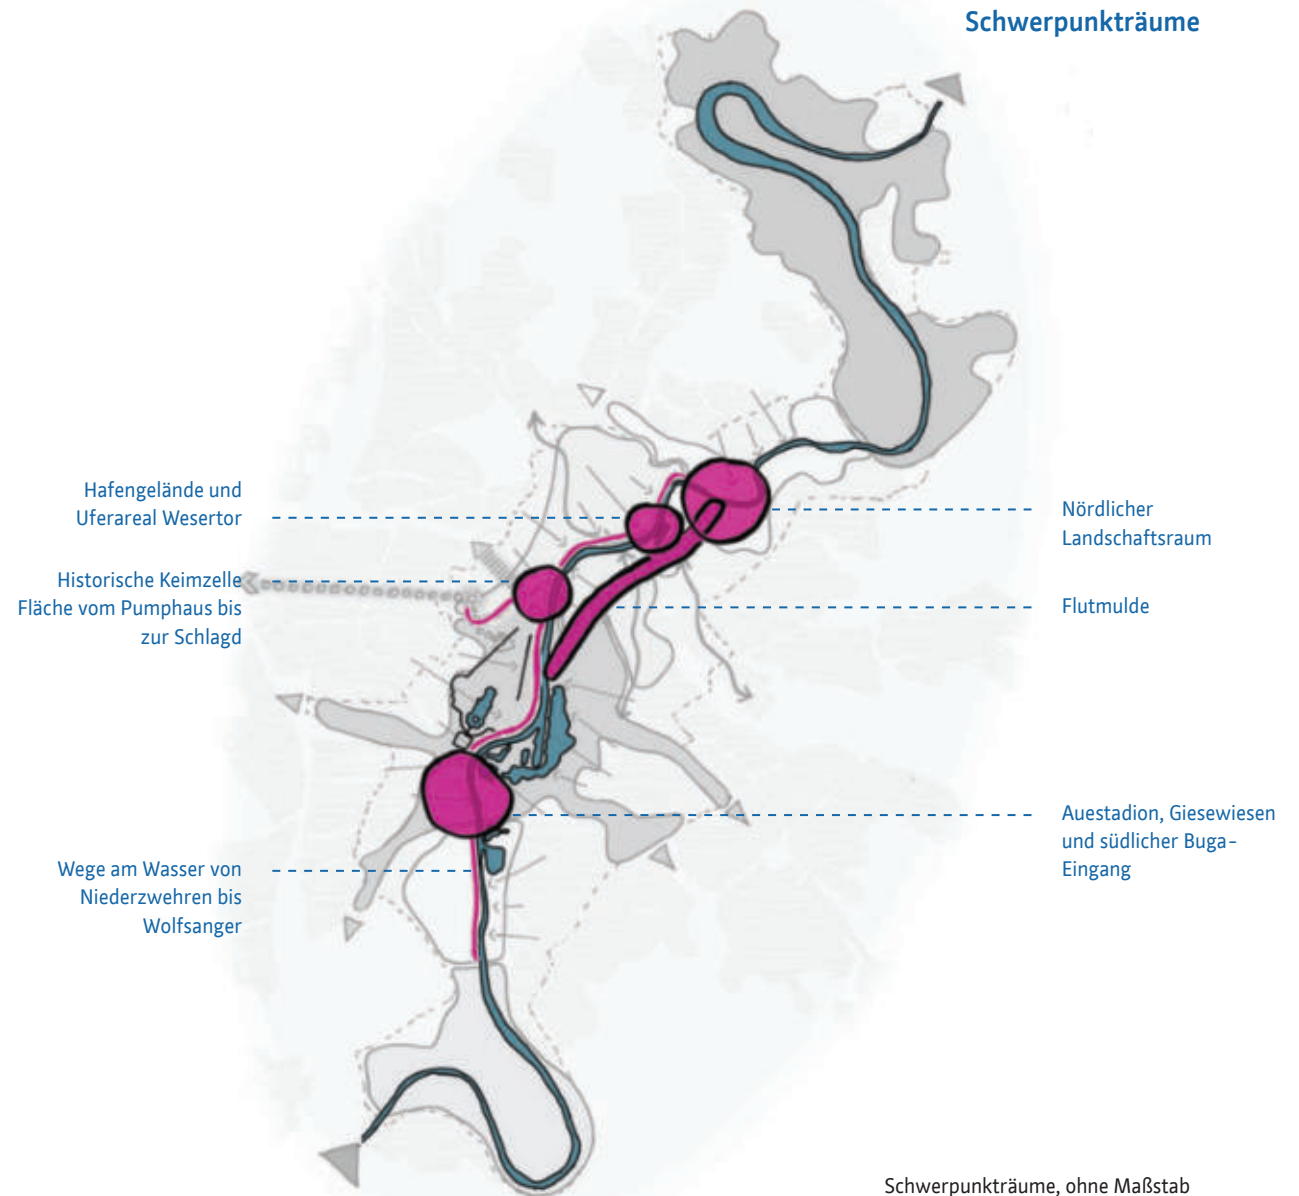 Schwerpunkträume
Hafengelände und
Uferareal Wesertor
Historische Keimzelle
Fläche vom Pumphaus bis
zur Schlagd
Wege am Wasser von
Niederzwehren bis
Wolfsanger
Nördlicher
Landschaftsraum
Flutmulde
Auestadion, Giesewiesen
und südlicher Buga-
Eingang
Schwerpunkträume, ohne Maßstab